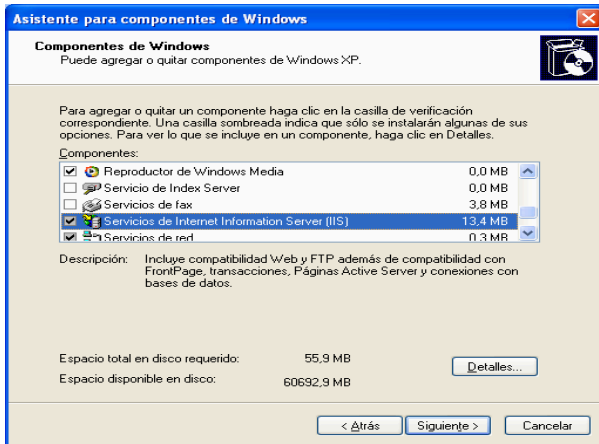 Asistente para componentes de Windows
Componentes de Windows
Puede agregar o quitar componentes de Windows XP.
Para agregar o quitar un componente haga clic en la casilla de verificación
correspondiente. Una casilla sombreada indica que sólo se instalarán algunas de sus
opciones. Para ver lo que se incluye en un componente, haga clic en Detalles.
Componentes:
Reproductor de Windows Media 0,0 MB
Servicio de Index Server 0,0 MB
Servicios de fax 3,8 MB
Servicios de Internet Information Server (IIS) 13,4 MB
Servicios de red 0,3 MB
Descripción: Incluye compatibilidad Web y FTP además de compatibilidad con
FrontPage, transacciones, Páginas Active Server y conexiones con
bases de datos.
Espacio total en disco requerido: 55,9 MB
Espacio disponible en disco: 60692,9 MB
Detalles...
< Atrás Siguiente > Cancelar